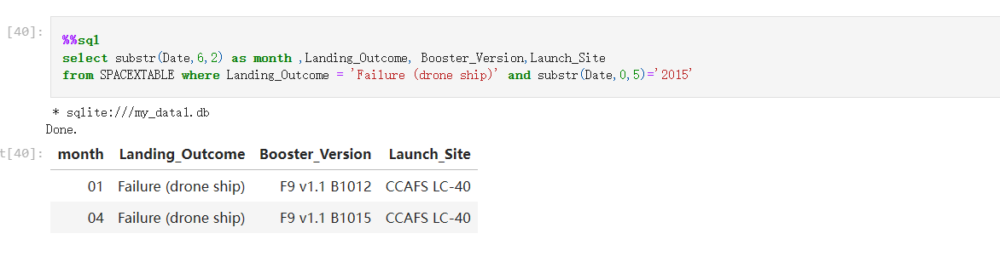 [40]:
%%sql
select substr(Date,6,2) as month ,Landing_Outcome, Booster_Version,Launch_Site
from SPACEXTABLE where Landing_Outcome = 'Failure (drone ship)' and substr(Date,0,5)='2015'
* sqlite:///my_data1.db
Done.
t[40]:
month Landing_Outcome Booster_Version Launch_Site
01 Failure (drone ship) F9 v1.1 B1012 CCAFS LC-40
04 Failure (drone ship) F9 v1.1 B1015 CCAFS LC-40